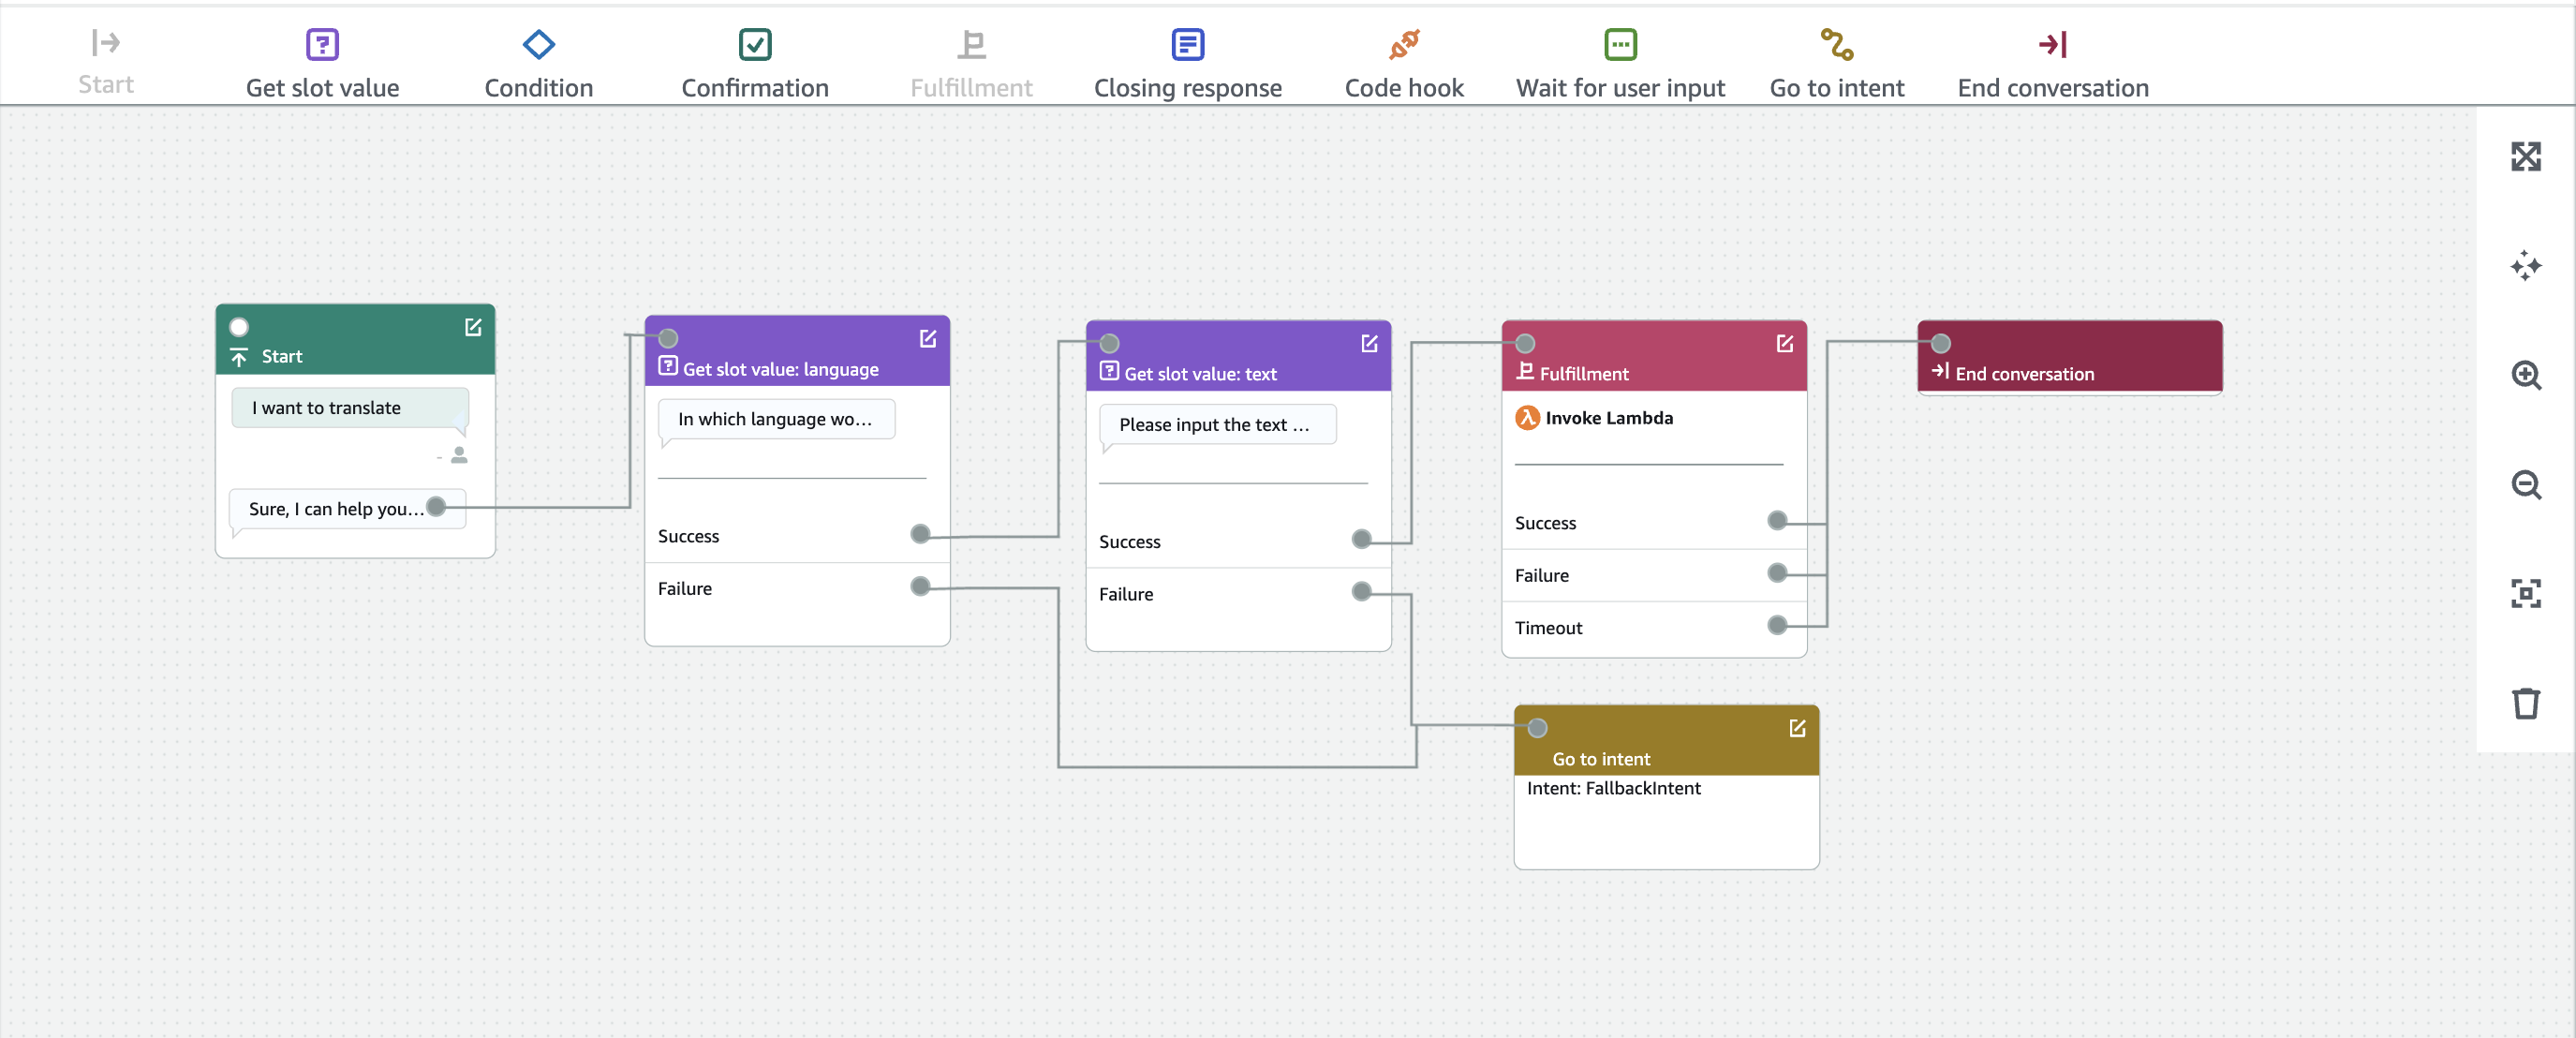 Start
Get slot value
Condition
Confirmation
Fulfillment
Closing response
Code hook
Wait for user input
Go to intent
End conversation
Start
I want to translate
-
Sure, I can help you...
Get slot value: language
In which language wo...
Success
Failure
Get slot value: text
Please input the text ...
Success
Failure
Fulfillment
Invoke Lambda
Success
Failure
Timeout
End conversation
Go to intent
Intent: FallbackIntent